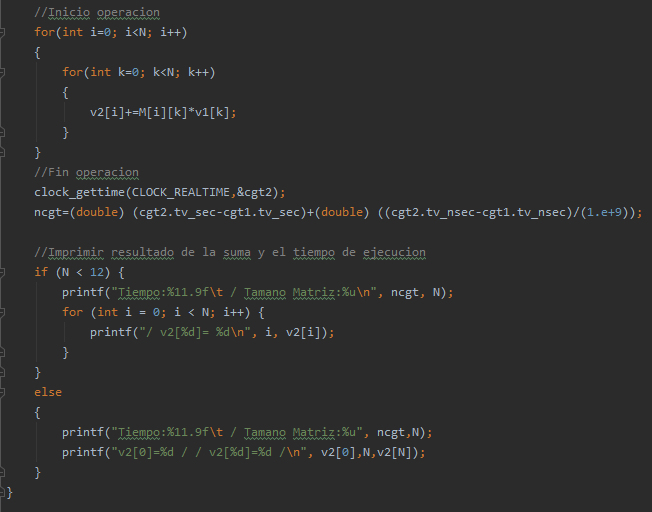 //Inicio operacion
for(int i=0; i<N; i++)
{
for(int k=0; k<N; k++)
{
v2[i]+=M[i][k]*v1[k];
}
}
//Fin operacion
clock_gettime(CLOCK_REALTIME,&cgt2);
ncgt=(double) (cgt2.tv_sec-cgt1.tv_sec)+(double) ((cgt2.tv_nsec-cgt1.tv_nsec)/(1.e+9));
//Imprimir resultado de la suma y el tiempo de ejecucion
if (N < 12) {
printf("Tiempo:%11.9f\t / Tamano Matriz:%u\n", ncgt, N);
for (int i = 0; i < N; i++) {
printf("/ v2[%d]= %d\n", i, v2[i]);
}
}
else
{
printf("Tiempo:%11.9f\t / Tamano Matriz:%u", ncgt,N);
printf("v2[0]=%d / / v2[%d]=%d /\n", v2[0],N,v2[N]);
}
}